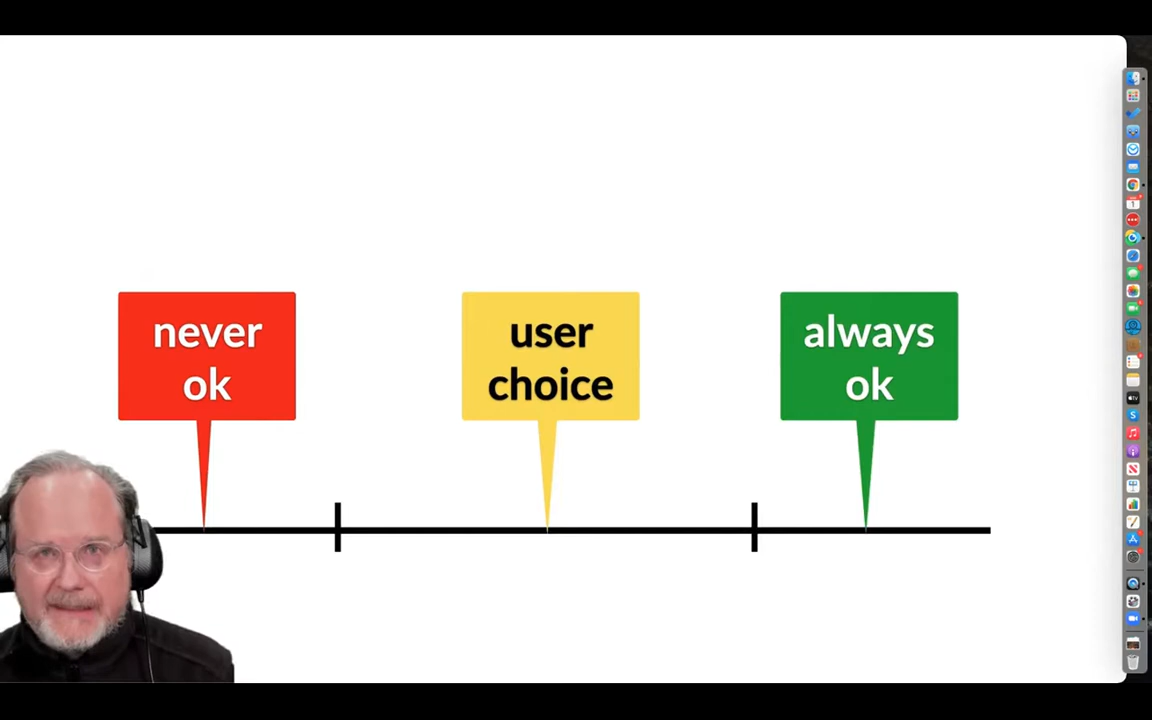 never
ok
user
choice
always
ok